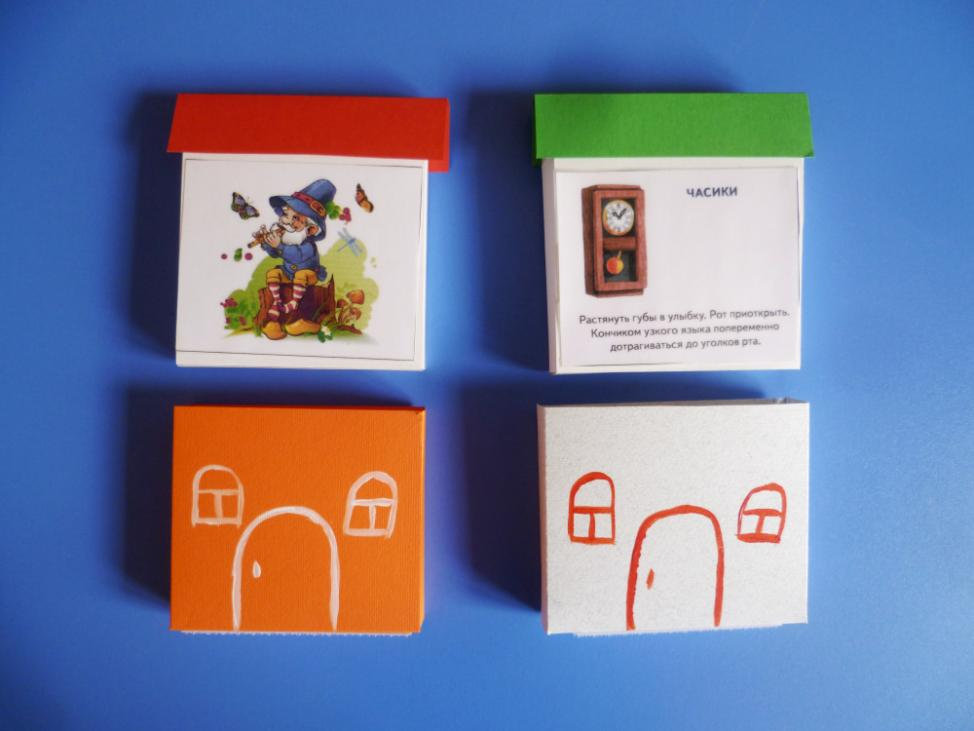 ЧАСИКИ
Растянуть губы в улыбку. Рот приоткрыть.
Кончиком узкого языка попеременно
дотрагиваться до уголков рта.